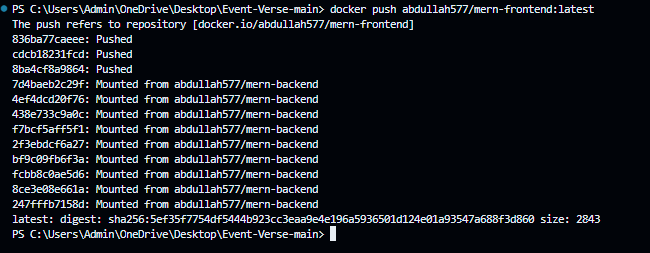 PS C:\Users\Admin\OneDrive\Desktop\Event-Verse-main> docker push abdullah577/mern-frontend:latest
The push refers to repository [docker.io/abdullah577/mern-frontend]
836ba77caeee: Pushed
cdcb18231fcd: Pushed
8ba4cf8a9864: Pushed
7d4baeb2c29f: Mounted from abdullah577/mern-backend
4ef4dcd20f76: Mounted from abdullah577/mern-backend
438e733c9a0c: Mounted from abdullah577/mern-backend
f7bcf5aff5f1: Mounted from abdullah577/mern-backend
2f3ebdcf6a27: Mounted from abdullah577/mern-backend
bf9c09fb6f3a: Mounted from abdullah577/mern-backend
fcbb8c0ae5d6: Mounted from abdullah577/mern-backend
8ce3e08e661a: Mounted from abdullah577/mern-backend
247fffb7158d: Mounted from abdullah577/mern-backend
latest: digest: sha256:5ef35f7754df5444b923cc3eaa9e4e196a5936501d124e01a93547a688f3d860 size: 2843
PS C:\Users\Admin\OneDrive\Desktop\Event-Verse-main>